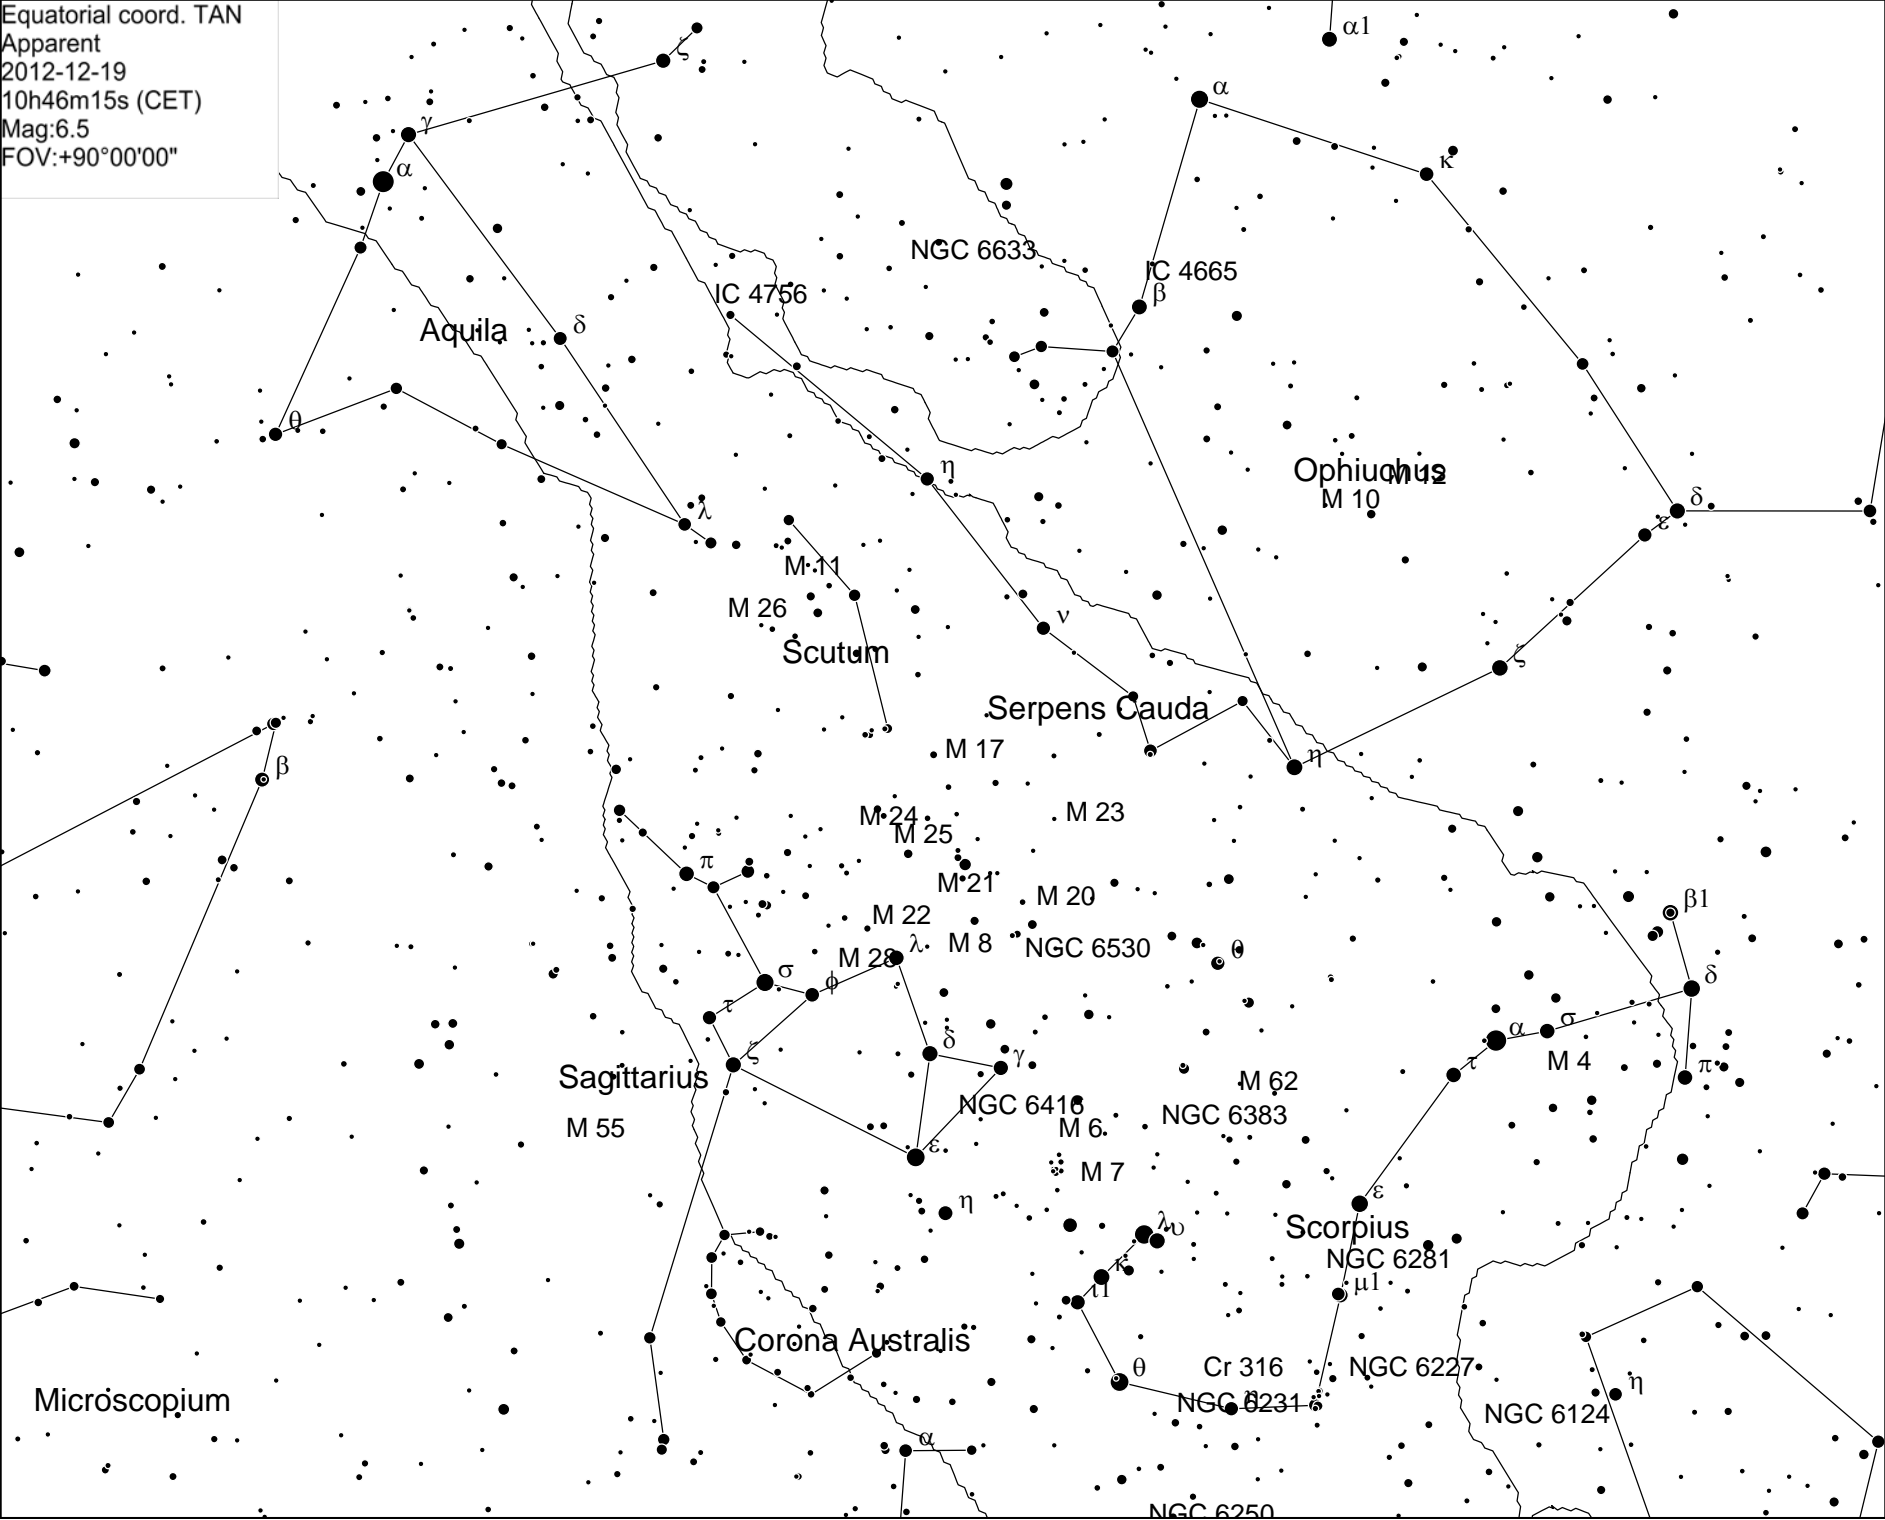 Equatorial coord. TAN
Apparent
2012-12-19
10h46m15s (CET)
Mag:6.5
FOV:+90°00'00"
α1
ζ
α
γ
κ
α
NGC 6633
IC 4665
β
IC 4756
Aquila
δ
θ
η
Ophiuchus
M 12
M 10
δ
ε
λ
M 11
M 26
ν
Scutum
ζ
Serpens Cauda
M 17
η
β
M 24
M 23
M 25
π
M 21
M 20
β1
M 22
λ
M 8
NGC 6530
θ
M 28
σ
φ
δ
τ
α
σ
δ
ζ
γ
τ
M 4
π
Sagittarius
M 62
NGC 6416
NGC 6383
M 55
M 6
ε
M 7
ε
η
λ
υ
Scorpius
κ
NGC 6281
ι1
μ1
Corona Australis
θ
Cr 316
NGC 6227
Microscopium
η
NGC 6231
η
NGC 6124
α
NGC 6250